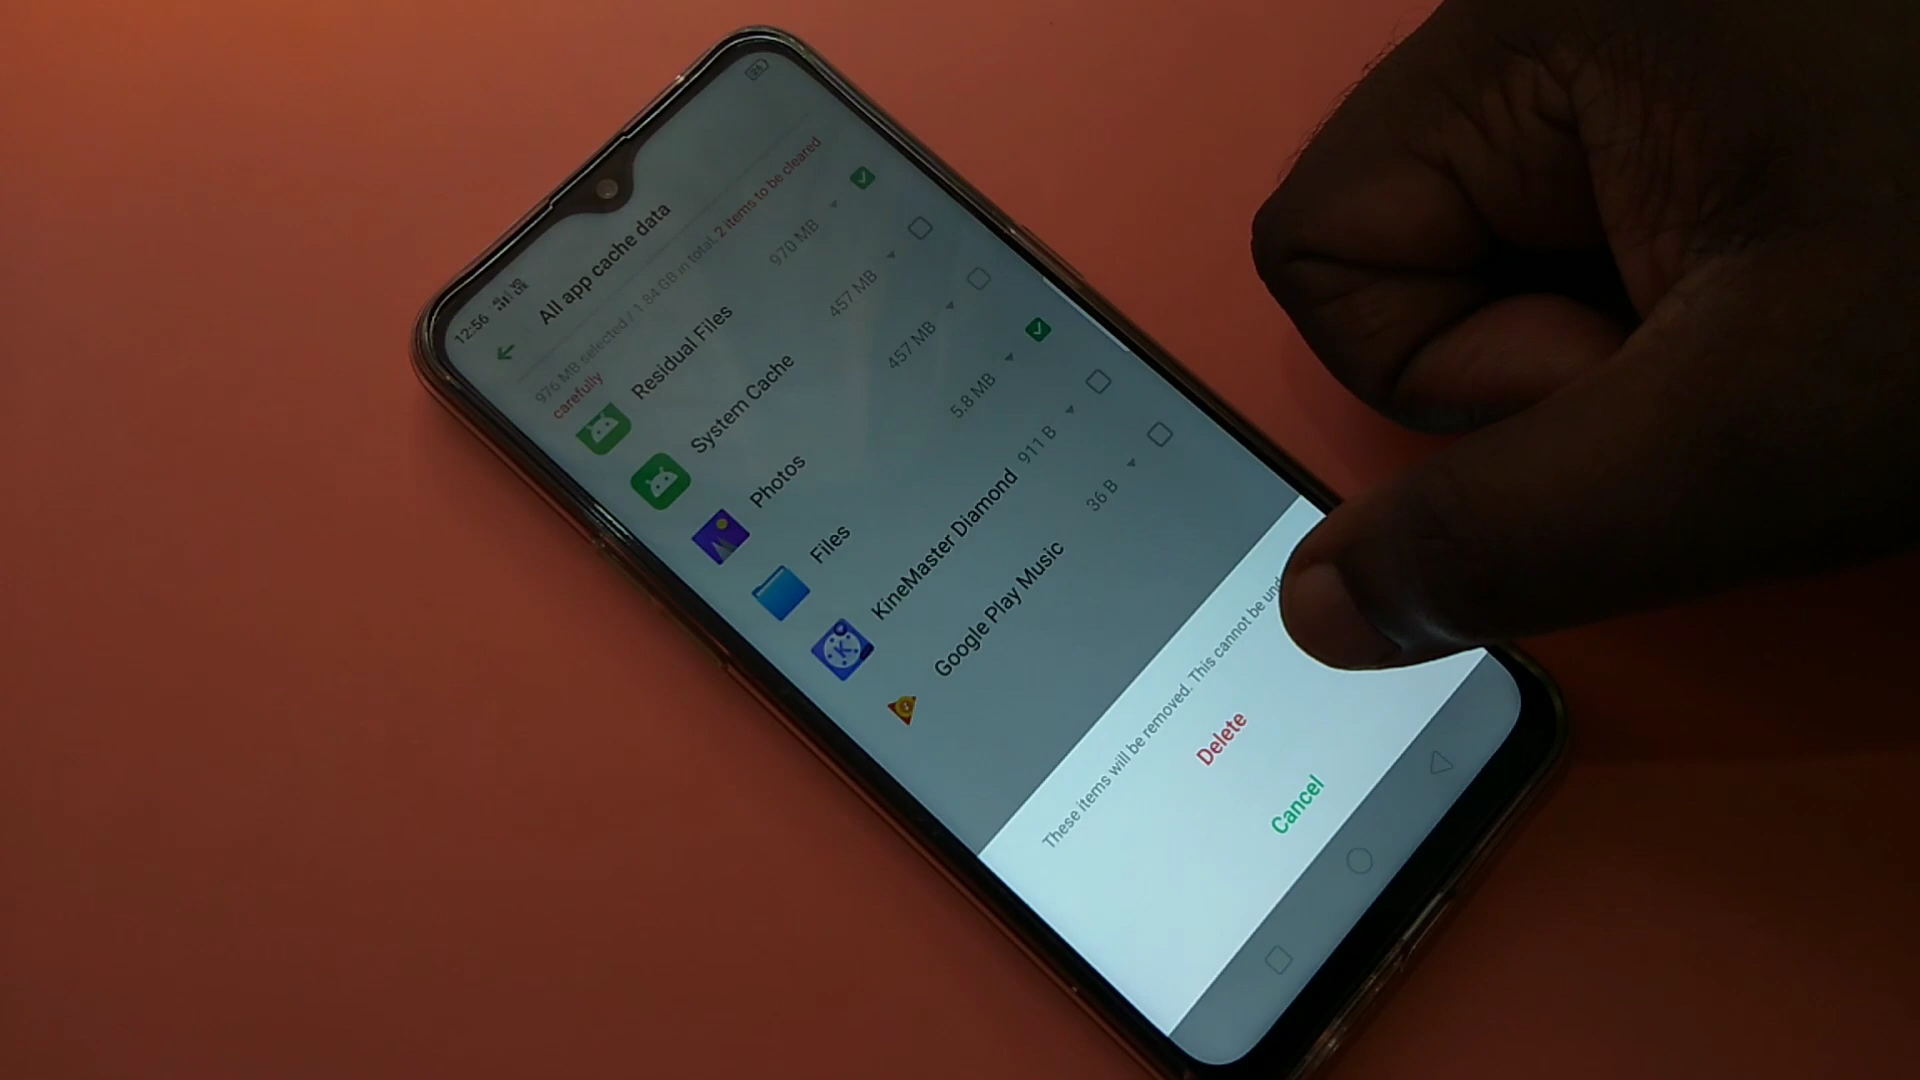 12:56
All app cache data
976 MB selected / 1.84 GB in total, 2 items to be cleared
carefully
Residual Files 970 MB
System Cache 457 MB
Photos 457 MB
Files 5.8 MB
KineMaster Diamond 911 B
Google Play Music 36 B
These items will be removed. This cannot be
Delete
Cancel